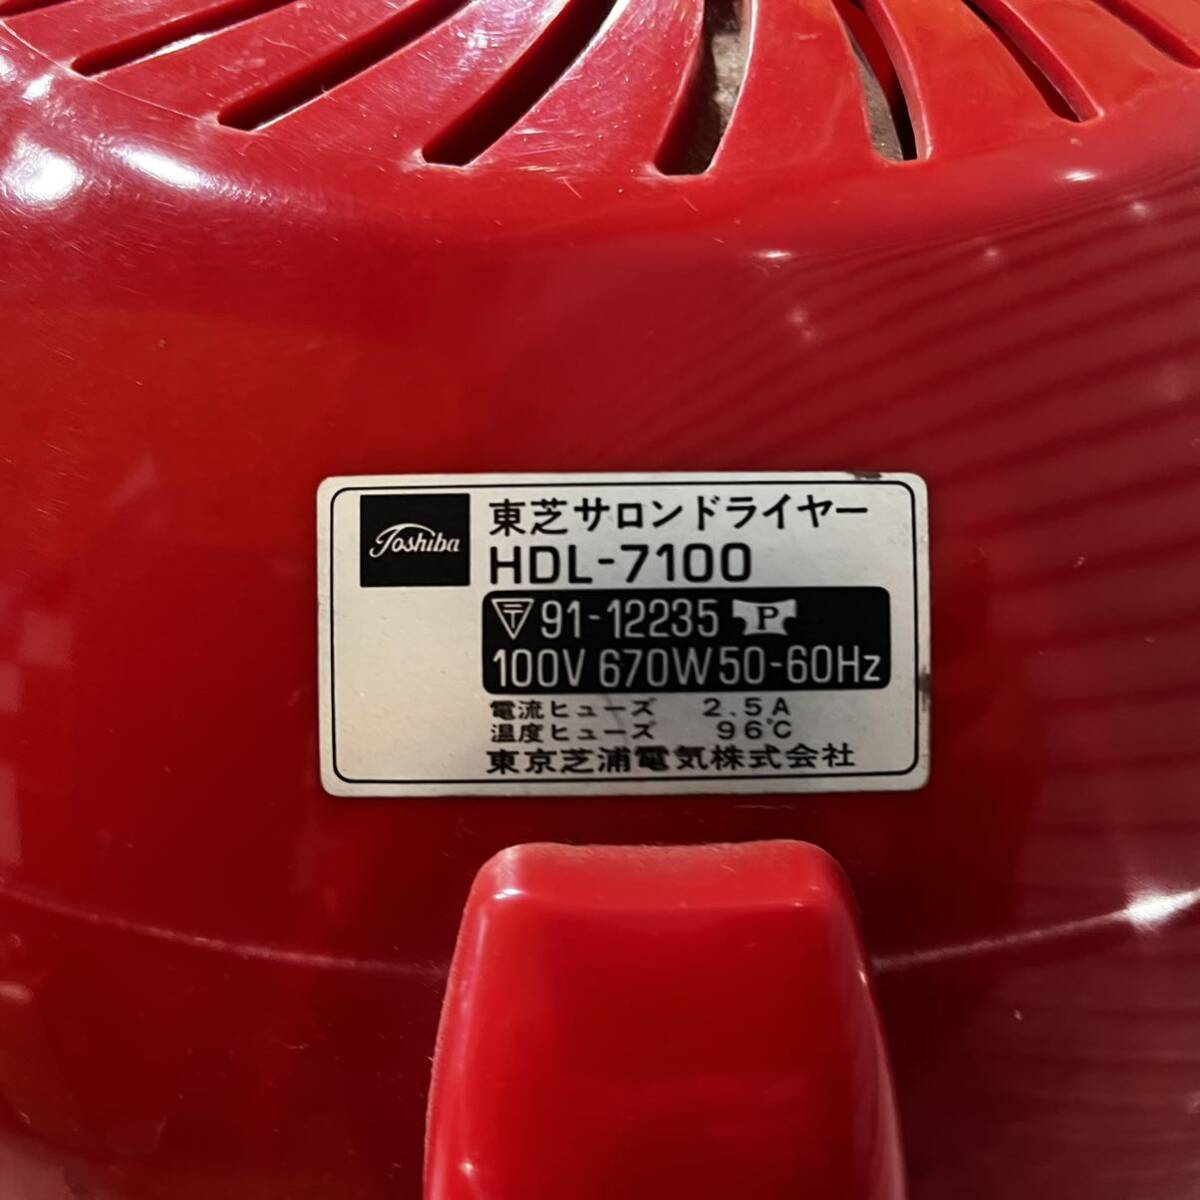 Toshiba
東芝サロンドライヤー
HDL-7100
〒91-12235 P
100V 670W 50-60Hz
電流ヒューズ 2.5A
温度ヒューズ 96℃
東京芝浦電気株式会社